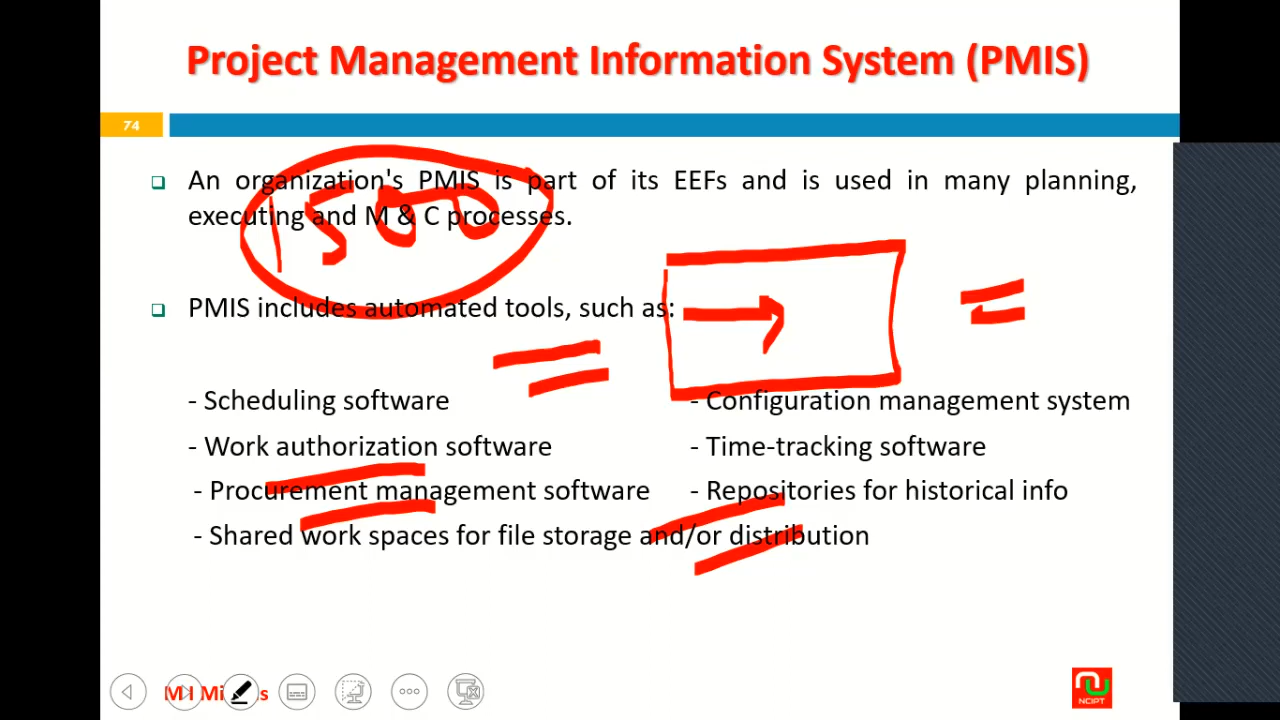 Project Management Information System (PMIS)
74
An organization's PMIS is part of its EEFs and is used in many planning,
executing and M & C processes.
1500
PMIS includes automated tools, such as:
- Scheduling software
- Configuration management system
- Work authorization software
- Time-tracking software
- Procurement management software
- Repositories for historical info
- Shared work spaces for file storage and/or distribution
NCIPT